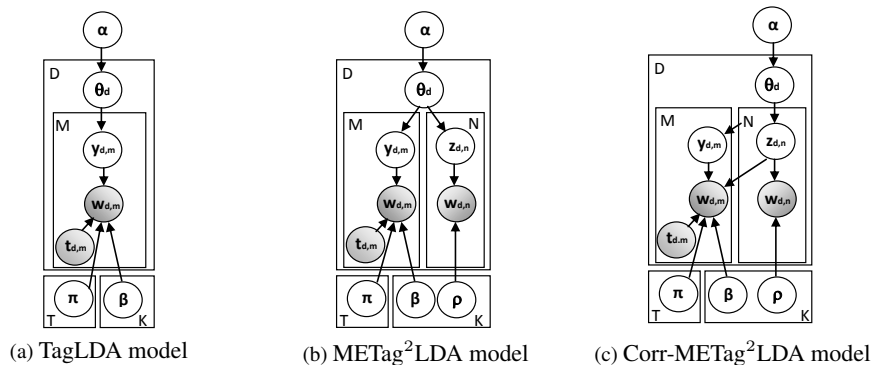 α
D
θd
M
yd,m
wd,m
td,m
π
β
T
K
(a) TagLDA model
α
D
θd
M
N
yd,m
zd,n
wd,m
wd,n
td,m
π
β
ρ
T
K
(b) METag²LDA model
α
D
θd
M
N
yd,m
zd,n
wd,m
wd,n
td.m
π
β
ρ
T
K
(c) Corr-METag²LDA model